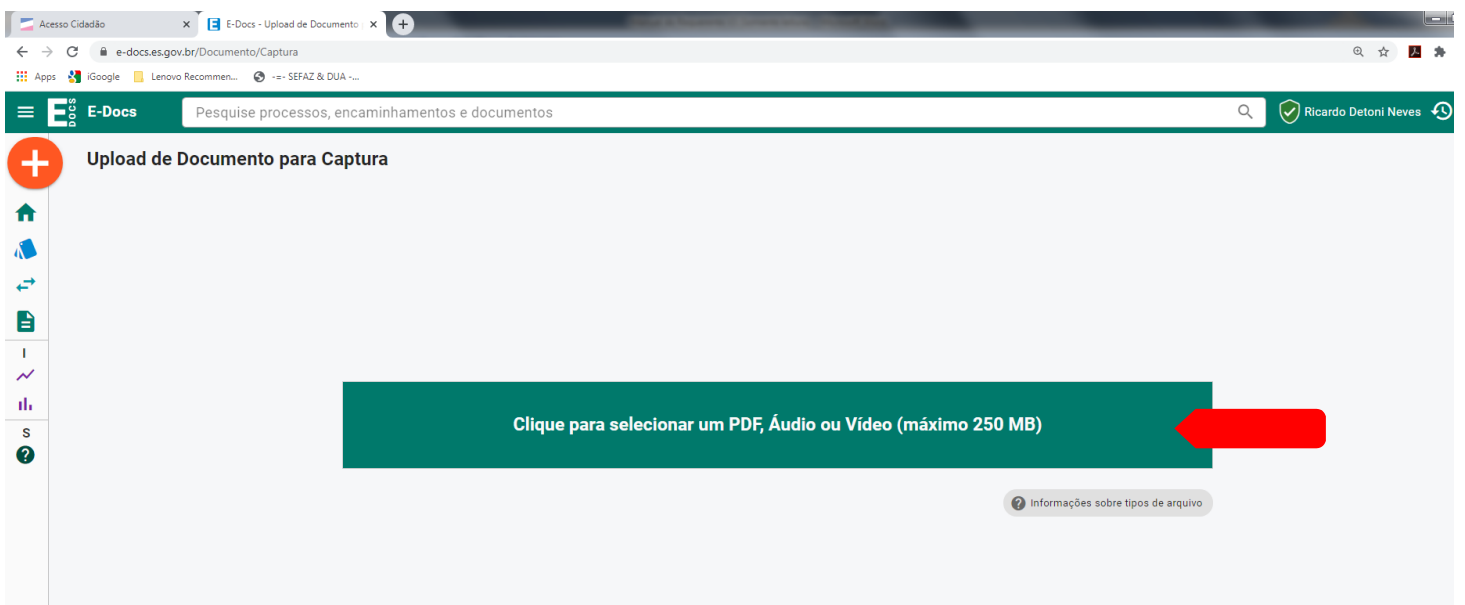 Acesso Cidadão
E-Docs - Upload de Documento
e-docs.es.gov.br/Documento/Captura
Apps iGoogle Lenovo Recommen... -=- SEFAZ & DUA -...
E DOCS E-Docs Pesquise processos, encaminhamentos e documentos Ricardo Detoni Neves
Upload de Documento para Captura
I
S
Clique para selecionar um PDF, Áudio ou Vídeo (máximo 250 MB)
Informações sobre tipos de arquivo